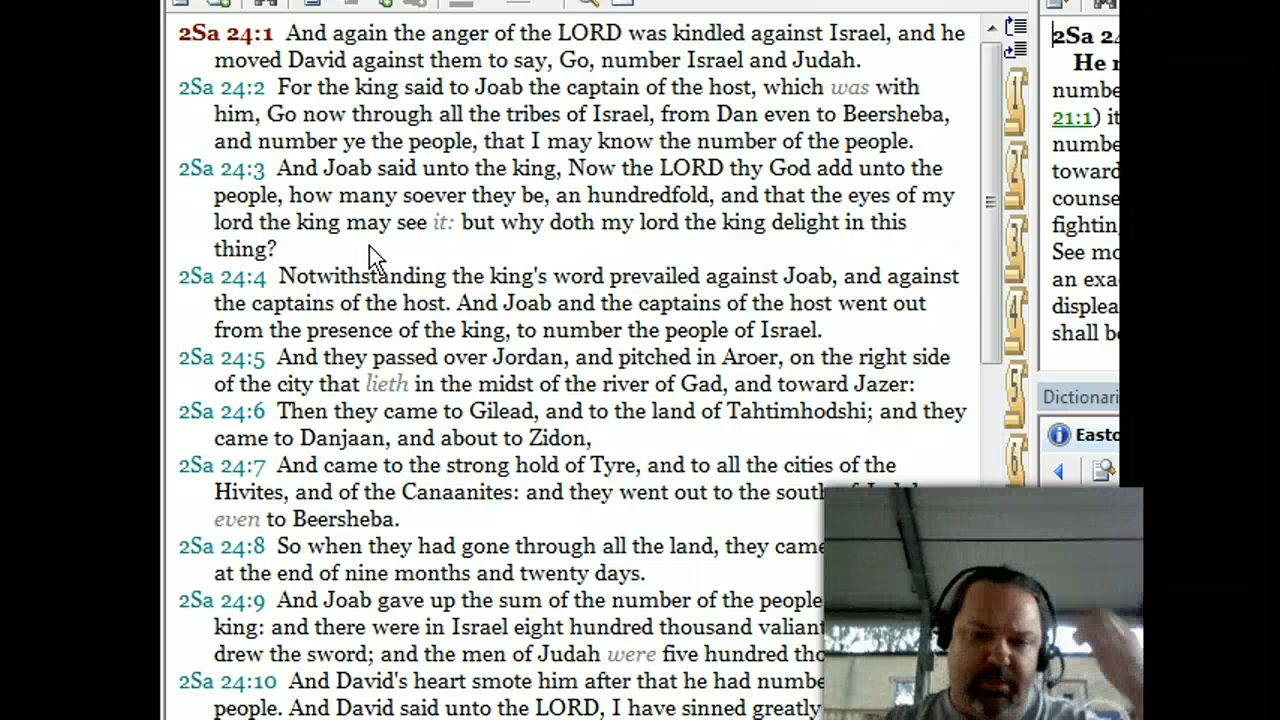 2Sa 24:1 And again the anger of the LORD was kindled against Israel, and he
moved David against them to say, Go, number Israel and Judah.
2Sa 24:2 For the king said to Joab the captain of the host, which was with
him, Go now through all the tribes of Israel, from Dan even to Beersheba,
and number ye the people, that I may know the number of the people.
2Sa 24:3 And Joab said unto the king, Now the LORD thy God add unto the
people, how many soever they be, an hundredfold, and that the eyes of my
lord the king may see it: but why doth my lord the king delight in this
thing?
2Sa 24:4 Notwithstanding the king's word prevailed against Joab, and against
the captains of the host. And Joab and the captains of the host went out
from the presence of the king, to number the people of Israel.
2Sa 24:5 And they passed over Jordan, and pitched in Aroer, on the right side
of the city that lieth in the midst of the river of Gad, and toward Jazer:
2Sa 24:6 Then they came to Gilead, and to the land of Tahtimhodshi; and they
came to Danjaan, and about to Zidon,
2Sa 24:7 And came to the strong hold of Tyre, and to all the cities of the
Hivites, and of the Canaanites: and they went out to the south of
even to Beersheba.
2Sa 24:8 So when they had gone through all the land, they came
at the end of nine months and twenty days.
2Sa 24:9 And Joab gave up the sum of the number of the people
king: and there were in Israel eight hundred thousand valiant
drew the sword; and the men of Judah were five hundred tho
2Sa 24:10 And David's heart smote him after that he had numbe
people. And David said unto the LORD, I have sinned greatly
2Sa 24
He
numbe
21:1) it
numbe
toward
counse
fighting
See mo
an exa
displea
shall be
1
2
3
4
5
6
Dictionari
Easto